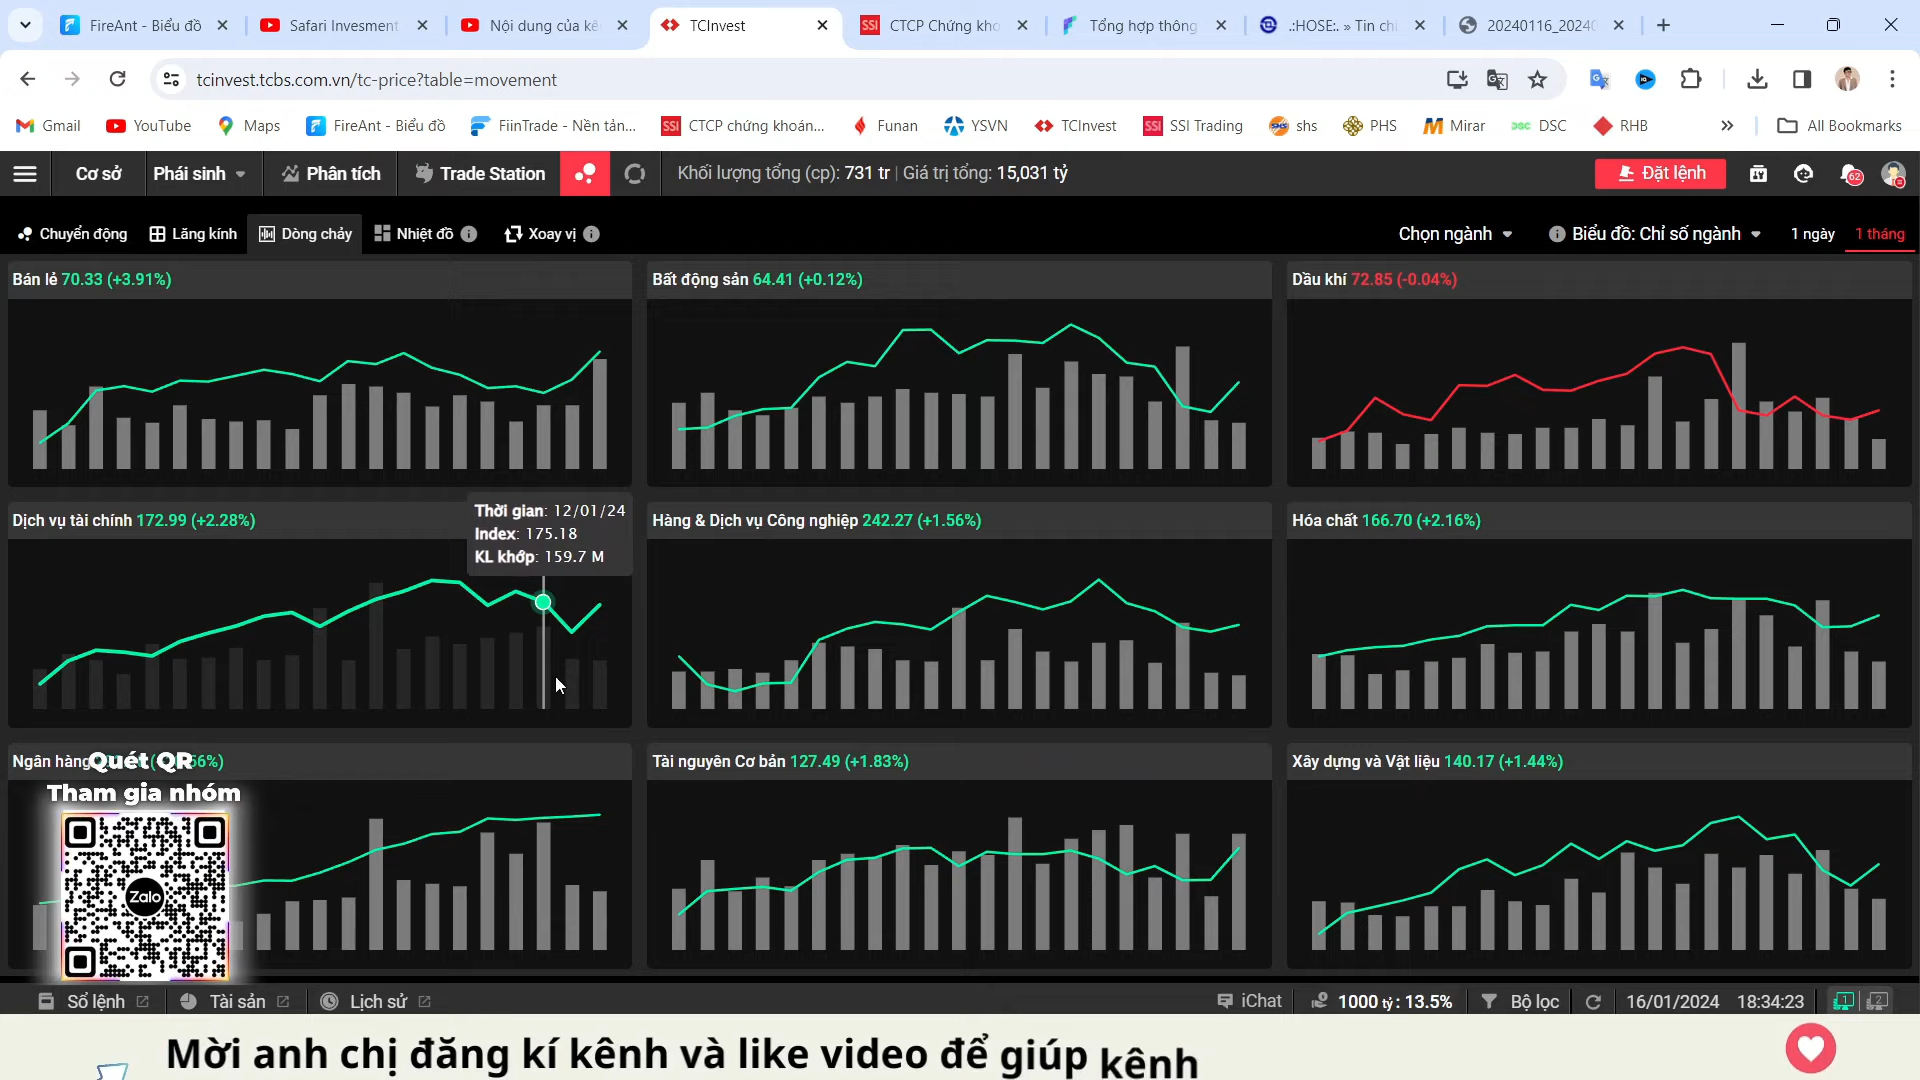 FireAnt - Biểu đồ
Safari Invesment
Nội dung của kê
TCInvest
CTCP Chứng kho
Tổng hợp thông
.:HOSE:. » Tin chi
20240116_2024
tcinvest.tcbs.com.vn/tc-price?table=movement
Gmail
YouTube
Maps
FireAnt - Biểu đồ
FiinTrade - Nền tản...
SSI
CTCP chứng khoán...
Funan
YSVN
TCInvest
SSI Trading
shs
PHS
Mirar
DSC
RHB
All Bookmarks
Cơ sở
Phái sinh
Phân tích
Trade Station
Khối lượng tổng (cp): 731 tr | Giá trị tổng: 15,031 tỷ
Đặt lệnh
62
Chuyển động
Lăng kính
Dòng chảy
Nhiệt đồ
Xoay vị
Chọn ngành
Biểu đồ: Chỉ số ngành
1 ngày
1 tháng
Bán lẻ 70.33 (+3.91%)
Bất động sản 64.41 (+0.12%)
Dầu khí 72.85 (-0.04%)
Dịch vụ tài chính 172.99 (+2.28%)
Thời gian: 12/01/24
Index: 175.18
KL khớp: 159.7 M
Hàng & Dịch vụ Công nghiệp 242.27 (+1.56%)
Hóa chất 166.70 (+2.16%)
Ngân hàng
56%)
Quét QR
Tham gia nhóm
Zalo
Tài nguyên Cơ bản 127.49 (+1.83%)
Xây dựng và Vật liệu 140.17 (+1.44%)
Sổ lệnh
Tài sản
Lịch sử
iChat
1000 tỷ: 13.5%
Bộ lọc
16/01/2024
18:34:23
1
2
Mời anh chị đăng kí kênh và like video để giúp kênh